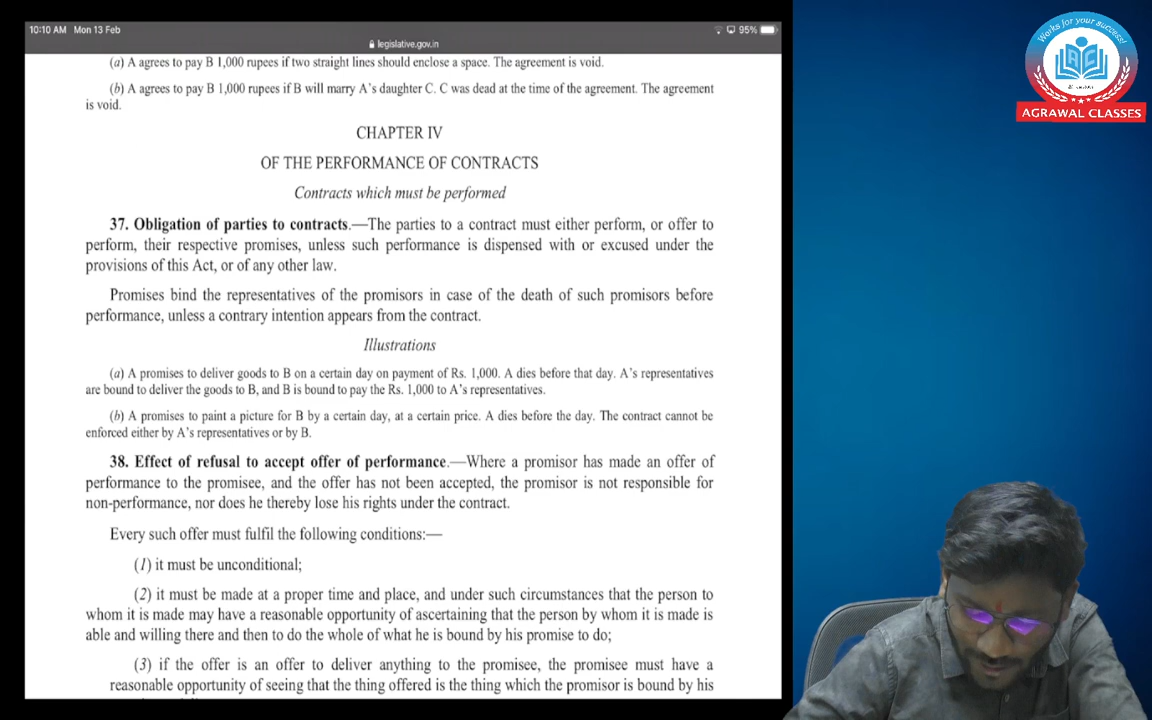 10:10 AM Mon 13 Feb
95%
legislative.gov.in
(a) A agrees to pay B 1,000 rupees if two straight lines should enclose a space. The agreement is void.
(b) A agrees to pay B 1,000 rupees if B will marry A's daughter C. C was dead at the time of the agreement. The agreement
is void.
CHAPTER IV
OF THE PERFORMANCE OF CONTRACTS
Contracts which must be performed
37. Obligation of parties to contracts.—The parties to a contract must either perform, or offer to
perform, their respective promises, unless such performance is dispensed with or excused under the
provisions of this Act, or of any other law.
Promises bind the representatives of the promisors in case of the death of such promisors before
performance, unless a contrary intention appears from the contract.
Illustrations
(a) A promises to deliver goods to B on a certain day on payment of Rs. 1,000. A dies before that day. A's representatives
are bound to deliver the goods to B, and B is bound to pay the Rs. 1,000 to A's representatives.
(b) A promises to paint a picture for B by a certain day, at a certain price. A dies before the day. The contract cannot be
enforced either by A's representatives or by B.
38. Effect of refusal to accept offer of performance.—Where a promisor has made an offer of
performance to the promisee, and the offer has not been accepted, the promisor is not responsible for
non-performance, nor does he thereby lose his rights under the contract.
Every such offer must fulfil the following conditions:—
(1) it must be unconditional;
(2) it must be made at a proper time and place, and under such circumstances that the person to
whom it is made may have a reasonable opportunity of ascertaining that the person by whom it is made is
able and willing there and then to do the whole of what he is bound by his promise to do;
(3) if the offer is an offer to deliver anything to the promisee, the promisee must have a
reasonable opportunity of seeing that the thing offered is the thing which the promisor is bound by his
Works for your success!
AC
AGRAWAL CLASSES